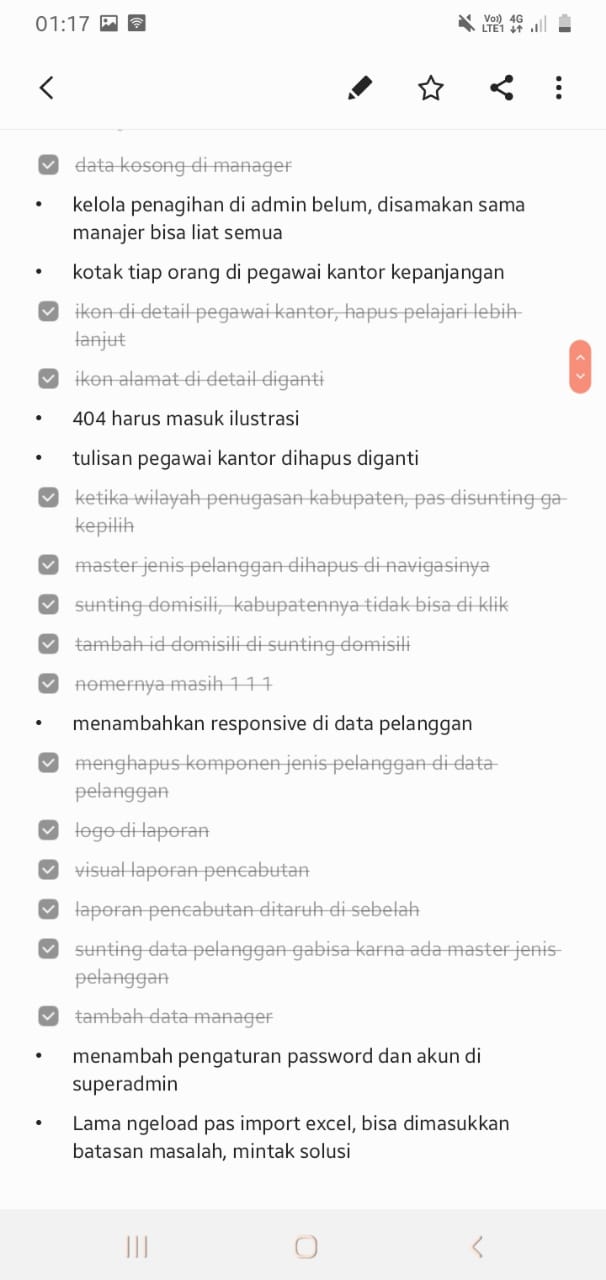 01:17
Vo))
LTE1
4G
data kosong di manager
kelola penagihan di admin belum, disamakan sama
manajer bisa liat semua
kotak tiap orang di pegawai kantor kepanjangan
ikon di detail pegawai kantor, hapus pelajari lebih
lanjut
ikon alamat di detail diganti
404 harus masuk ilustrasi
tulisan pegawai kantor dihapus diganti
ketika wilayah penugasan kabupaten, pas disunting ga
kepilih
master jenis pelanggan dihapus di navigasinya
sunting domisili, kabupatennya tidak bisa di klik
tambah id domisili di sunting domisili
nomernya masih 1 1 1
menambahkan responsive di data pelanggan
menghapus komponen jenis pelanggan di data
pelanggan
logo di laporan
visual laporan pencabutan
laporan pencabutan ditaruh di sebelah
sunting data pelanggan gabisa karna ada master jenis
pelanggan
tambah data manager
menambah pengaturan password dan akun di
superadmin
Lama ngeload pas import excel, bisa dimasukkan
batasan masalah, mintak solusi